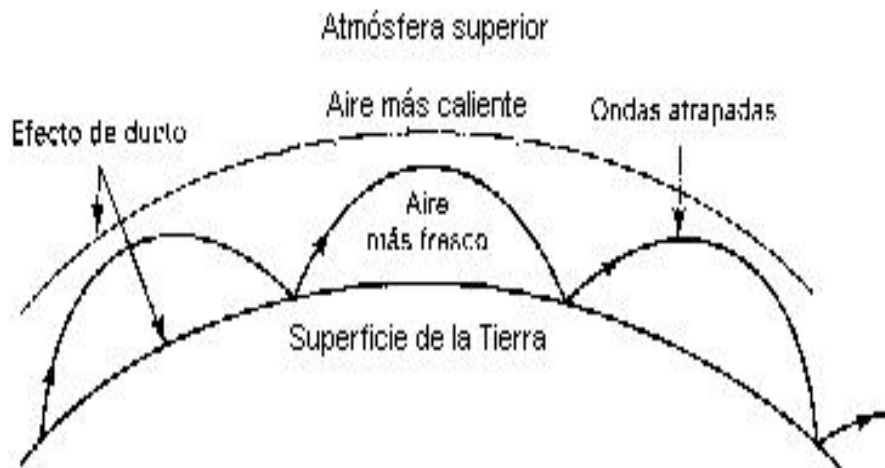 Atmósfera superior
Aire más caliente
Ondas atrapadas
Efecto de ducto
Aire
más fresco
Superficie de la Tierra